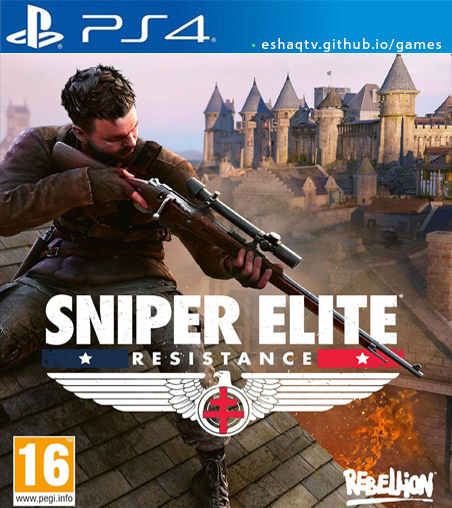 PS4
eshaqtv.github.io/games
SNIPER ELITE
RESISTANCE
16
www.pegi.info
REBELLION